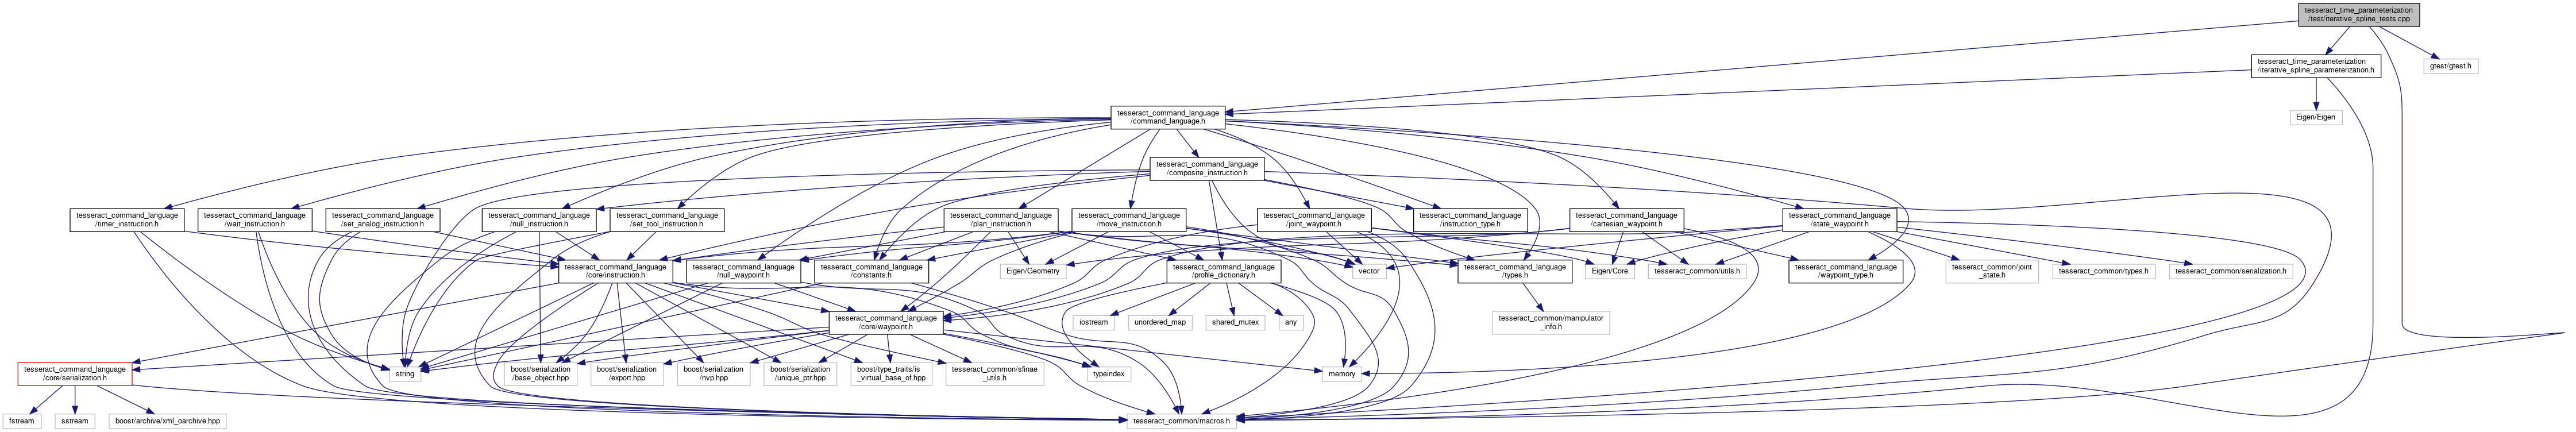 tesseract_time_parameterization
/test/iterative_spline_tests.cpp
tesseract_time_parameterization
/iterative_spline_parameterization.h
gtest/gtest.h
tesseract_command_language
/command_language.h
Eigen/Eigen
tesseract_command_language
/composite_instruction.h
tesseract_command_language
/timer_instruction.h
tesseract_command_language
/wait_instruction.h
tesseract_command_language
/set_analog_instruction.h
tesseract_command_language
/null_instruction.h
tesseract_command_language
/set_tool_instruction.h
tesseract_command_language
/plan_instruction.h
tesseract_command_language
/move_instruction.h
tesseract_command_language
/joint_waypoint.h
tesseract_command_language
/instruction_type.h
tesseract_command_language
/cartesian_waypoint.h
tesseract_command_language
/state_waypoint.h
tesseract_command_language
/core/instruction.h
tesseract_command_language
/null_waypoint.h
tesseract_command_language
/constants.h
Eigen/Geometry
tesseract_command_language
/profile_dictionary.h
vector
tesseract_command_language
/types.h
Eigen/Core
tesseract_common/utils.h
tesseract_command_language
/waypoint_type.h
tesseract_common/joint
_state.h
tesseract_common/types.h
tesseract_common/serialization.h
tesseract_command_language
/core/waypoint.h
iostream
unordered_map
shared_mutex
any
tesseract_common/manipulator
_info.h
tesseract_command_language
/core/serialization.h
string
boost/serialization
/base_object.hpp
boost/serialization
/export.hpp
boost/serialization
/nvp.hpp
boost/serialization
/unique_ptr.hpp
boost/type_traits/is
_virtual_base_of.hpp
tesseract_common/sfinae
_utils.h
typeindex
memory
fstream
sstream
boost/archive/xml_oarchive.hpp
tesseract_common/macros.h